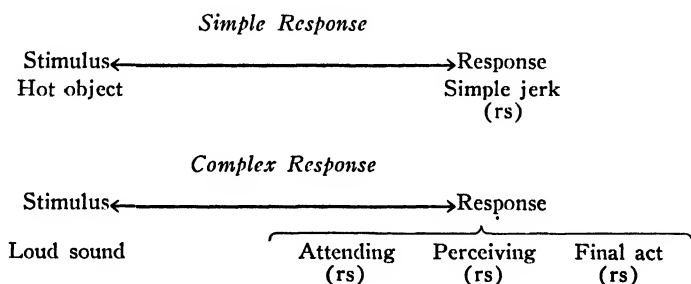 Simple Response
Stimulus Response
Hot object Simple jerk
(rs)
Complex Response
Stimulus Response
Loud sound Attending Perceiving Final act
(rs) (rs) (rs)